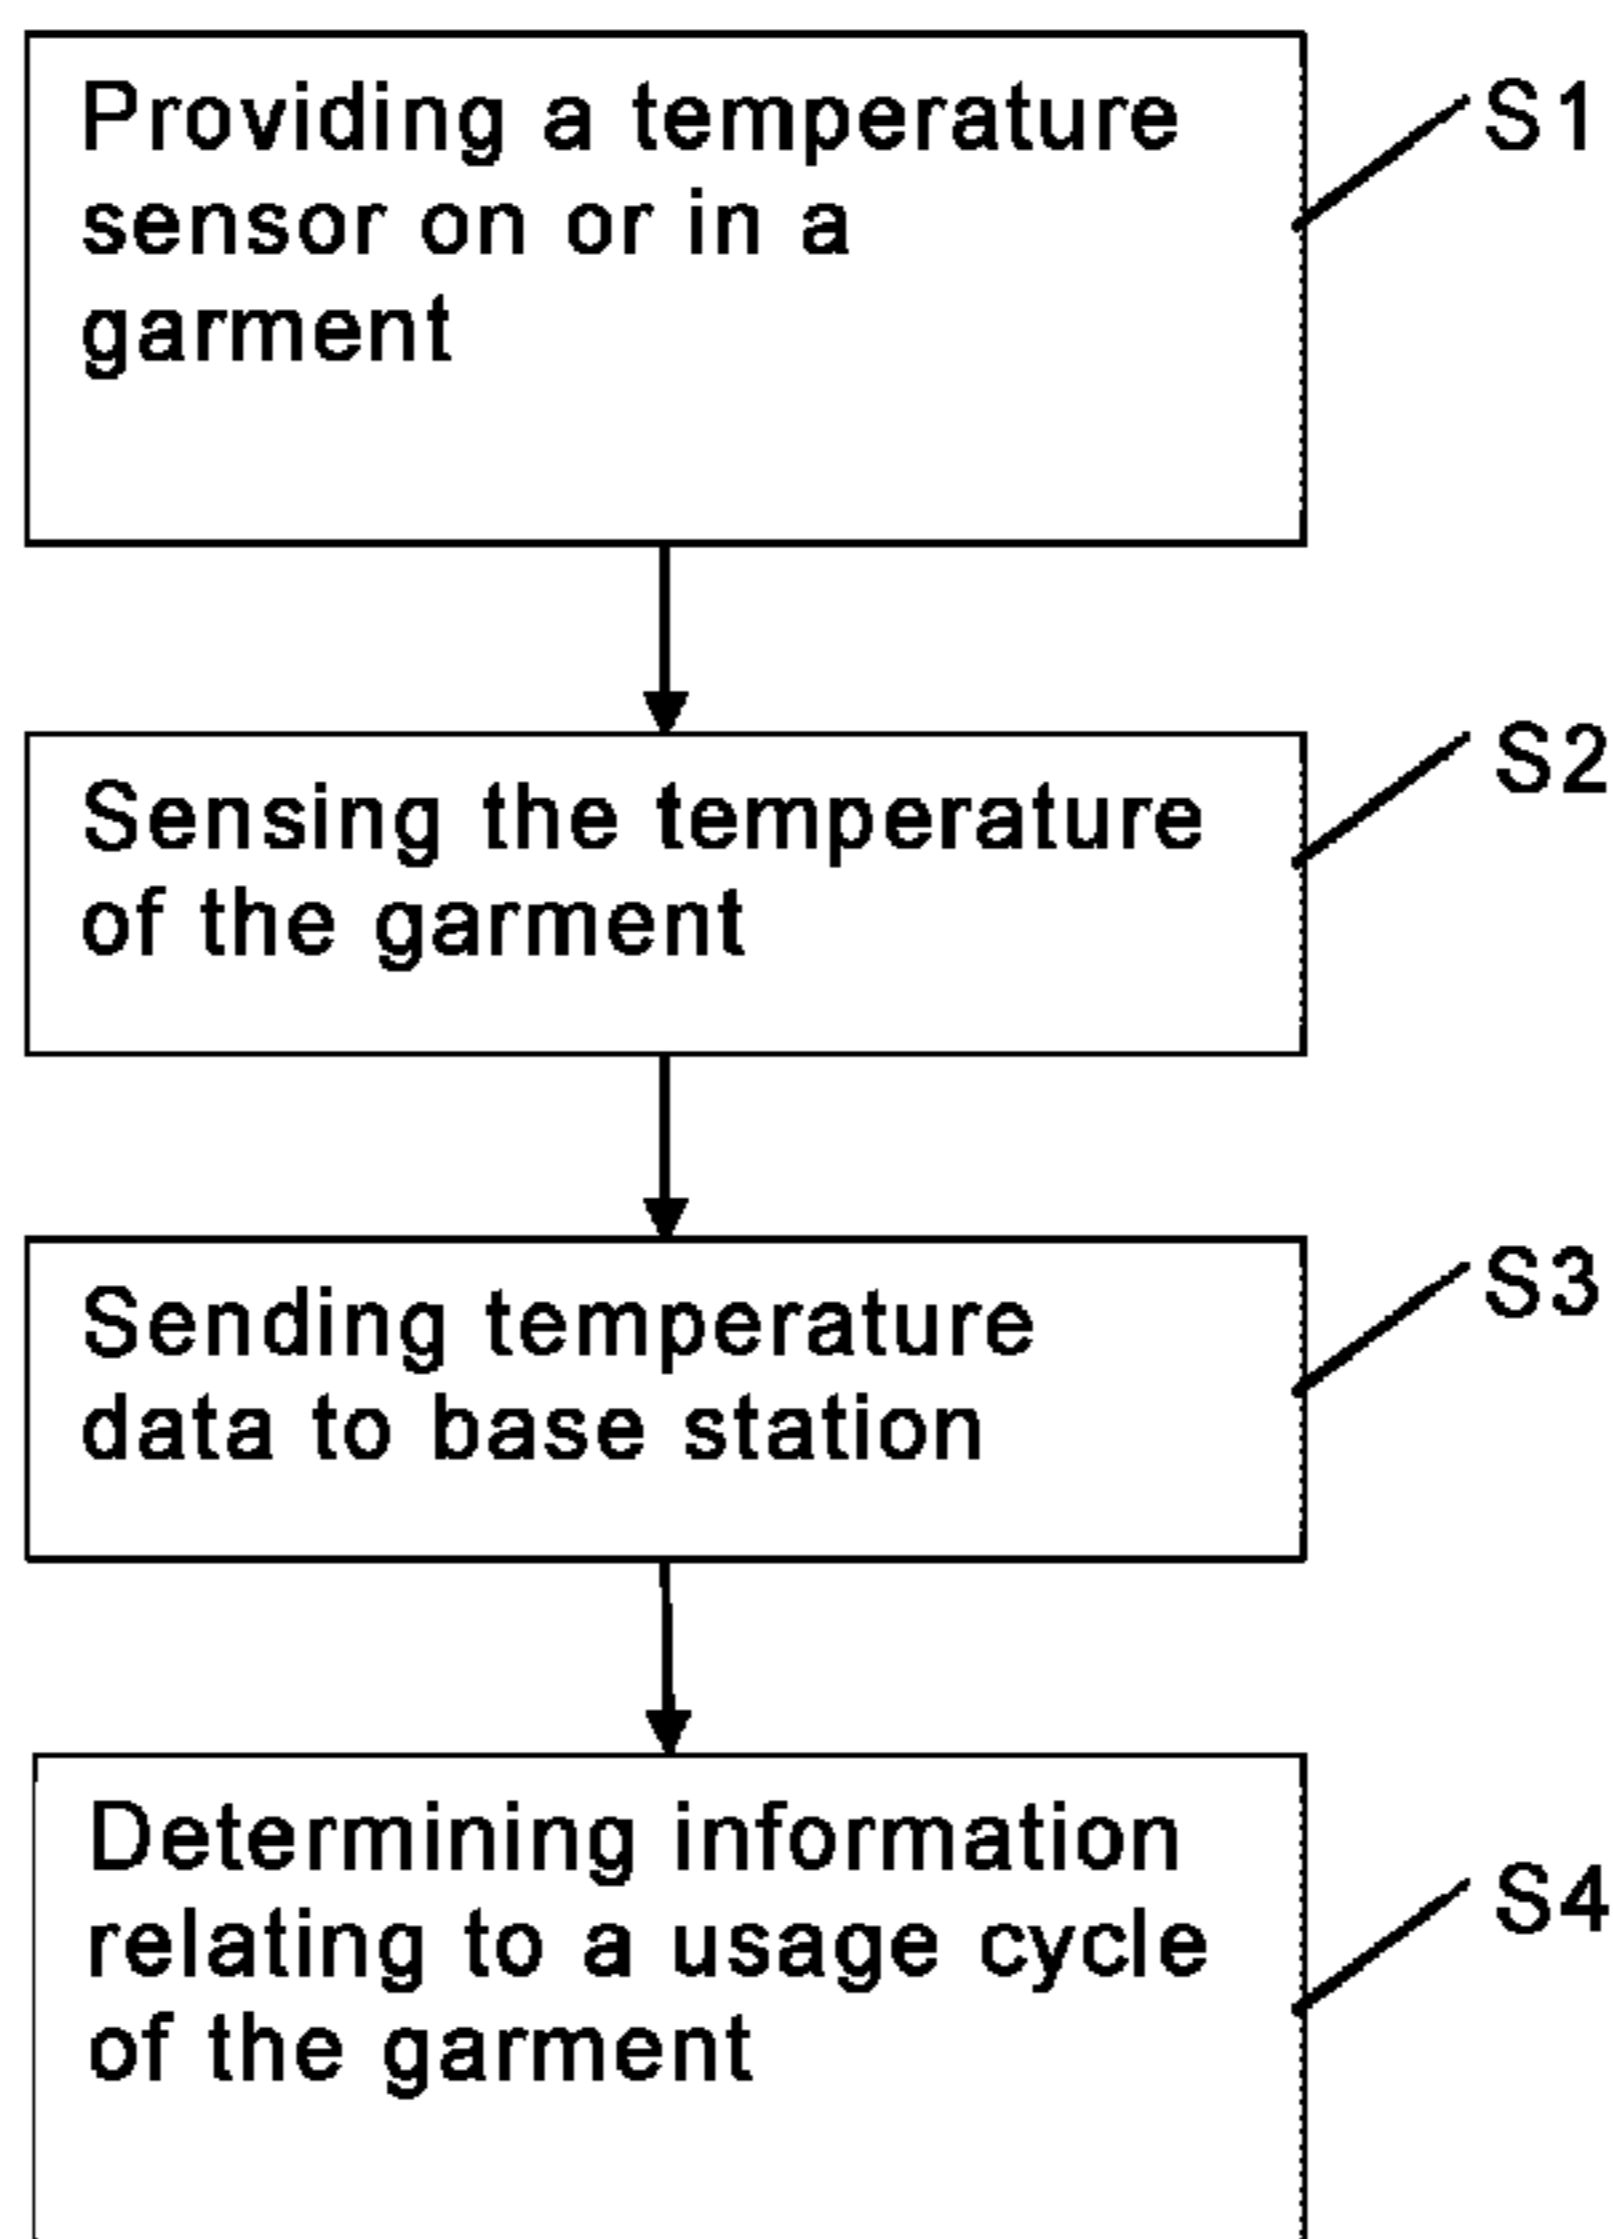 Providing a temperature
sensor on or in a
garment
S1
Sensing the temperature
of the garment
S2
Sending temperature
data to base station
S3
Determining information
relating to a usage cycle
of the garment
S4